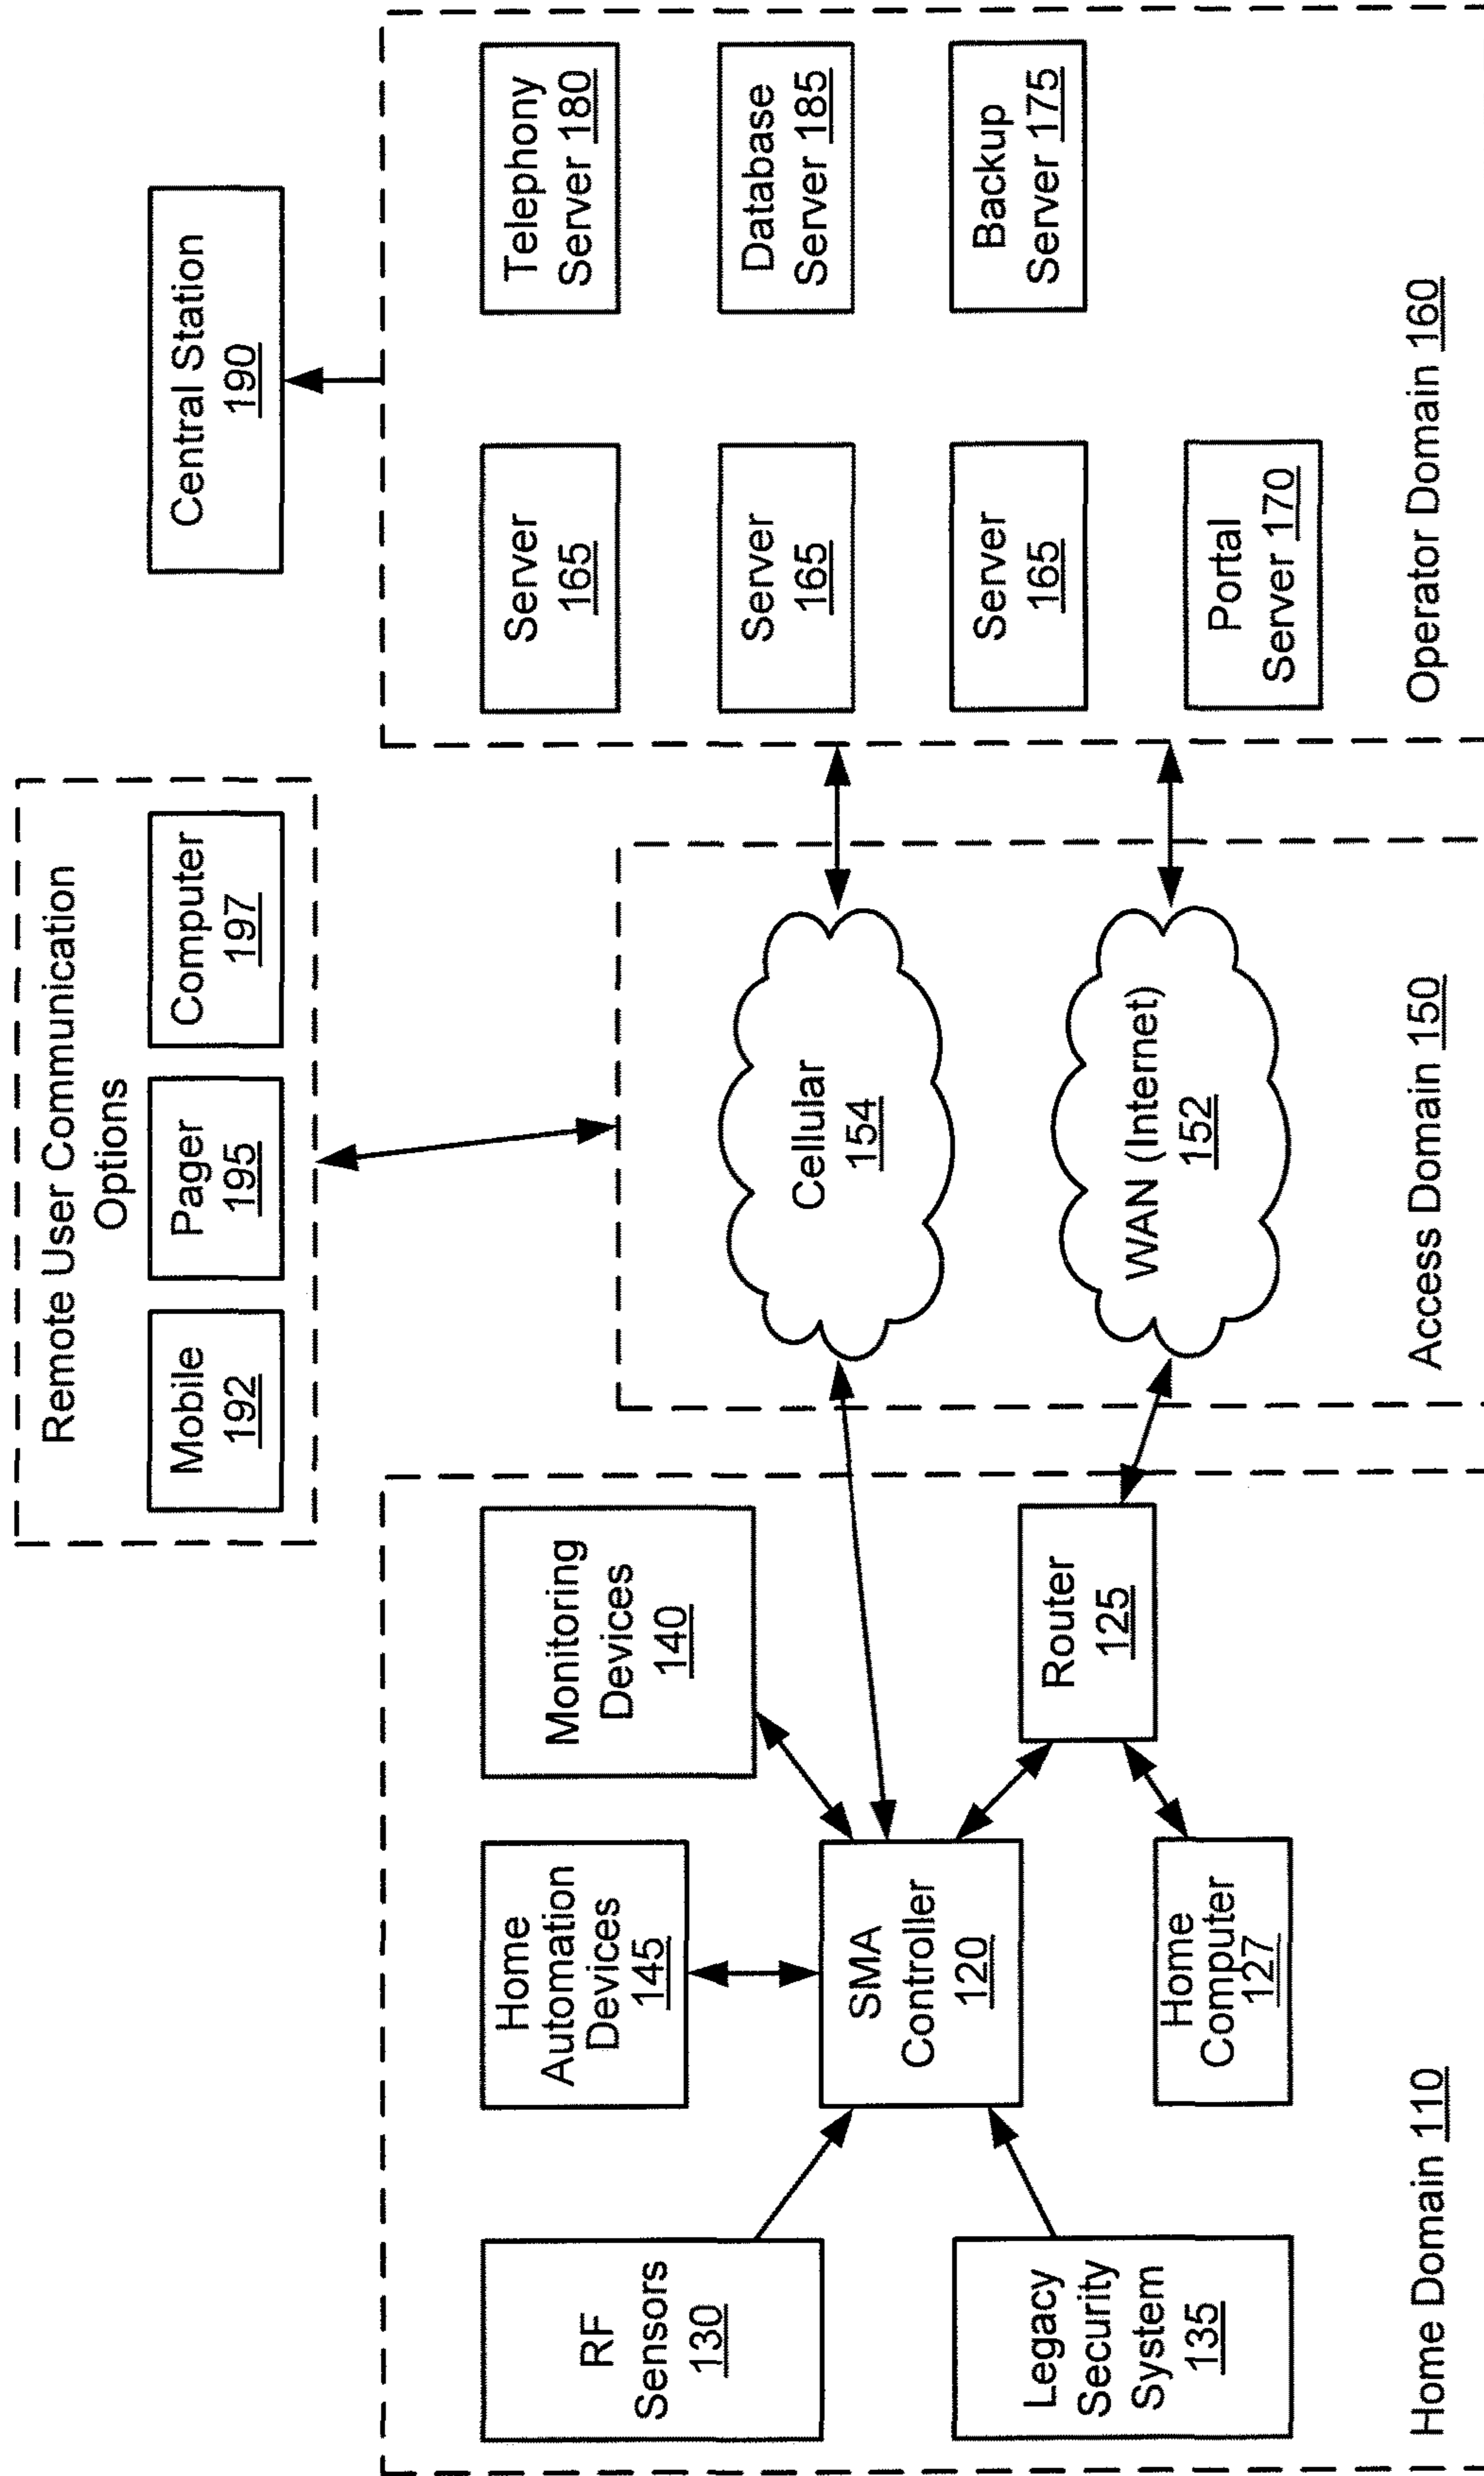 Remote User Communication
Options
Mobile
192
Pager
195
Computer
197
Central Station
190
RF
Sensors
130
Legacy
Security
System
135
Home
Automation
Devices
145
SMA
Controller
120
Home
Computer
127
Monitoring
Devices
140
Router
125
Home Domain 110
Cellular
154
WAN (Internet)
152
Access Domain 150
Server
165
Server
165
Server
165
Portal
Server 170
Telephony
Server 180
Database
Server 185
Backup
Server 175
Operator Domain 160